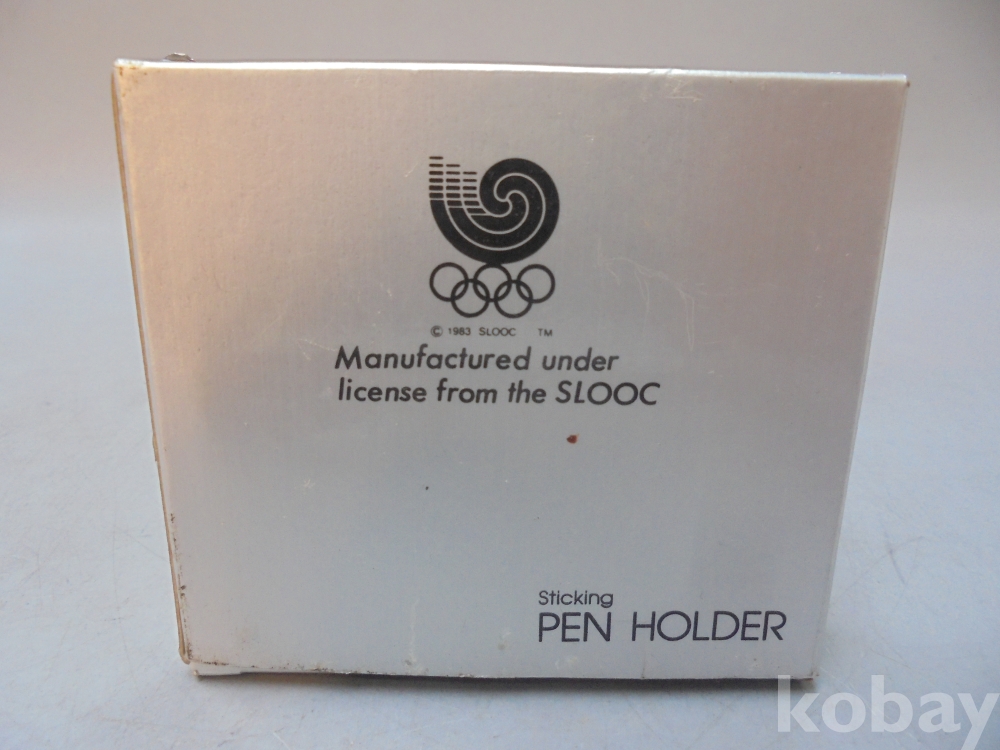 © 1983 SLOOC TM
Manufactured under
license from the SLOOC
Sticking
PEN HOLDER
kobay